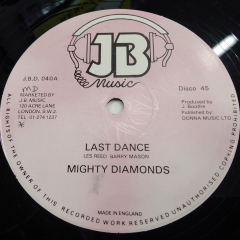 JB
Music
J.B.D. 040A
MD
MARKETED BY
J.B. MUSIC
120 ACRE LANE
LONDON, S.W.2.
TEL 01-274 1237
Disco 45
Produced by
J. Boothe
Published by
DONNA MUSIC LTD
LAST DANCE
LES REED/ BARRY MASON
MIGHTY DIAMONDS
MADE IN ENGLAND
ALL RIGHTS OF THE OWNER OF THIS RECORDED WORK RESERVED UNAUTHORISED COPYING PROHIBITED